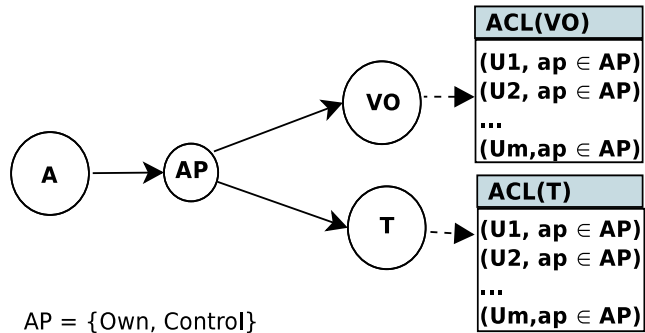 ACL(VO)
(U1, ap ∈ AP)
(U2, ap ∈ AP)
...
(Um,ap ∈ AP)
VO
A
AP
T
ACL(T)
(U1, ap ∈ AP)
(U2, ap ∈ AP)
...
(Um,ap ∈ AP)
AP = {Own, Control}